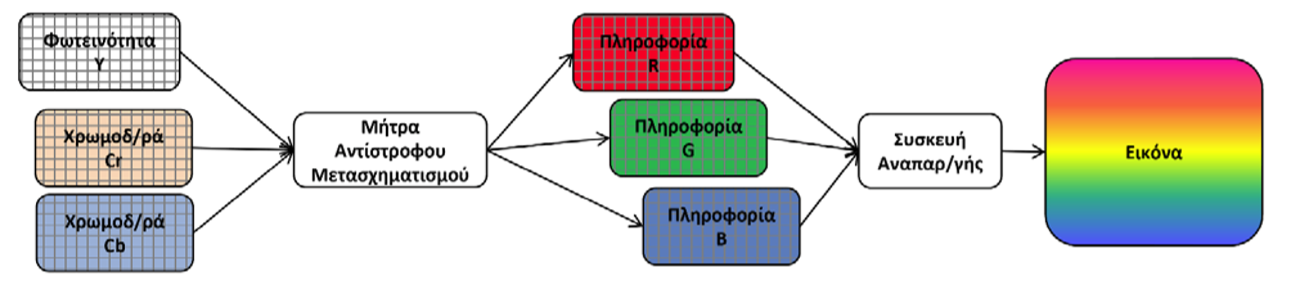 Φωτεινότητα
Y
Χρωμοδ/ρά
Cr
Χρωμοδ/ρά
Cb
Μήτρα
Αντίστροφου
Μετασχηματισμού
Πληροφορία
R
Πληροφορία
G
Πληροφορία
B
Συσκευή
Αναπαρ/γής
Εικόνα